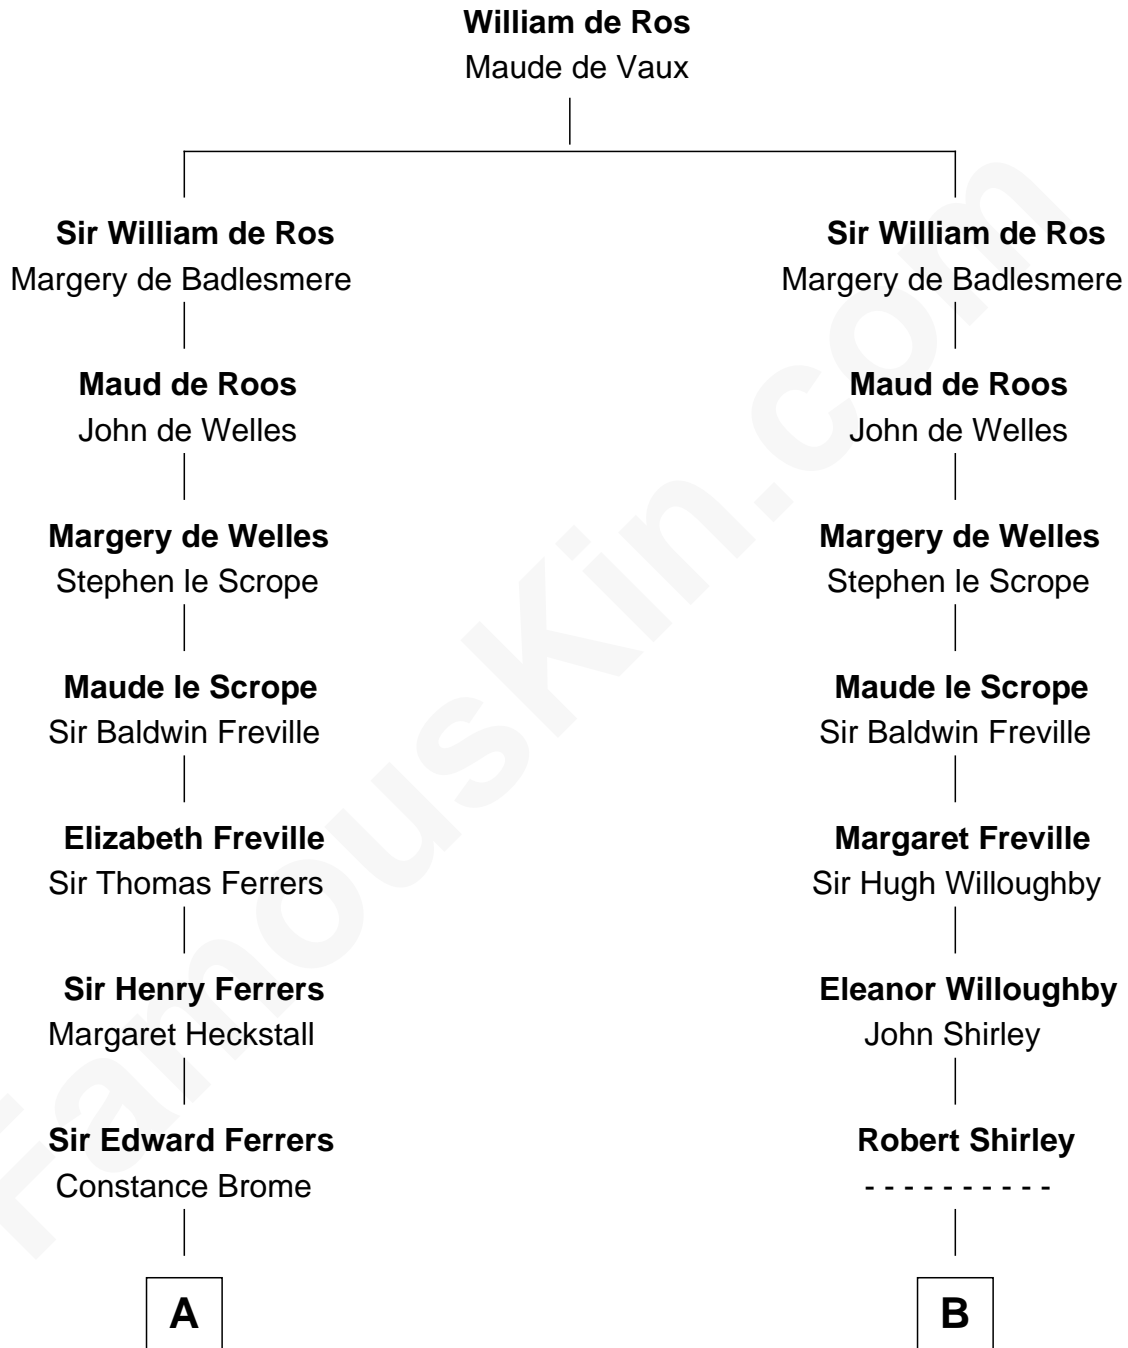 William de Ros
Maude de Vaux
Sir William de Ros
Margery de Badlesmere
Sir William de Ros
Margery de Badlesmere
Maud de Roos
John de Welles
Maud de Roos
John de Welles
Margery de Welles
Stephen le Scrope
Margery de Welles
Stephen le Scrope
Maude le Scrope
Sir Baldwin Freville
Maude le Scrope
Sir Baldwin Freville
Elizabeth Freville
Sir Thomas Ferrers
Margaret Freville
Sir Hugh Willoughby
Sir Henry Ferrers
Margaret Heckstall
Eleanor Willoughby
John Shirley
Sir Edward Ferrers
Constance Brome
Robert Shirley
- - - - - - - - - -
A
B
FamousKin.com